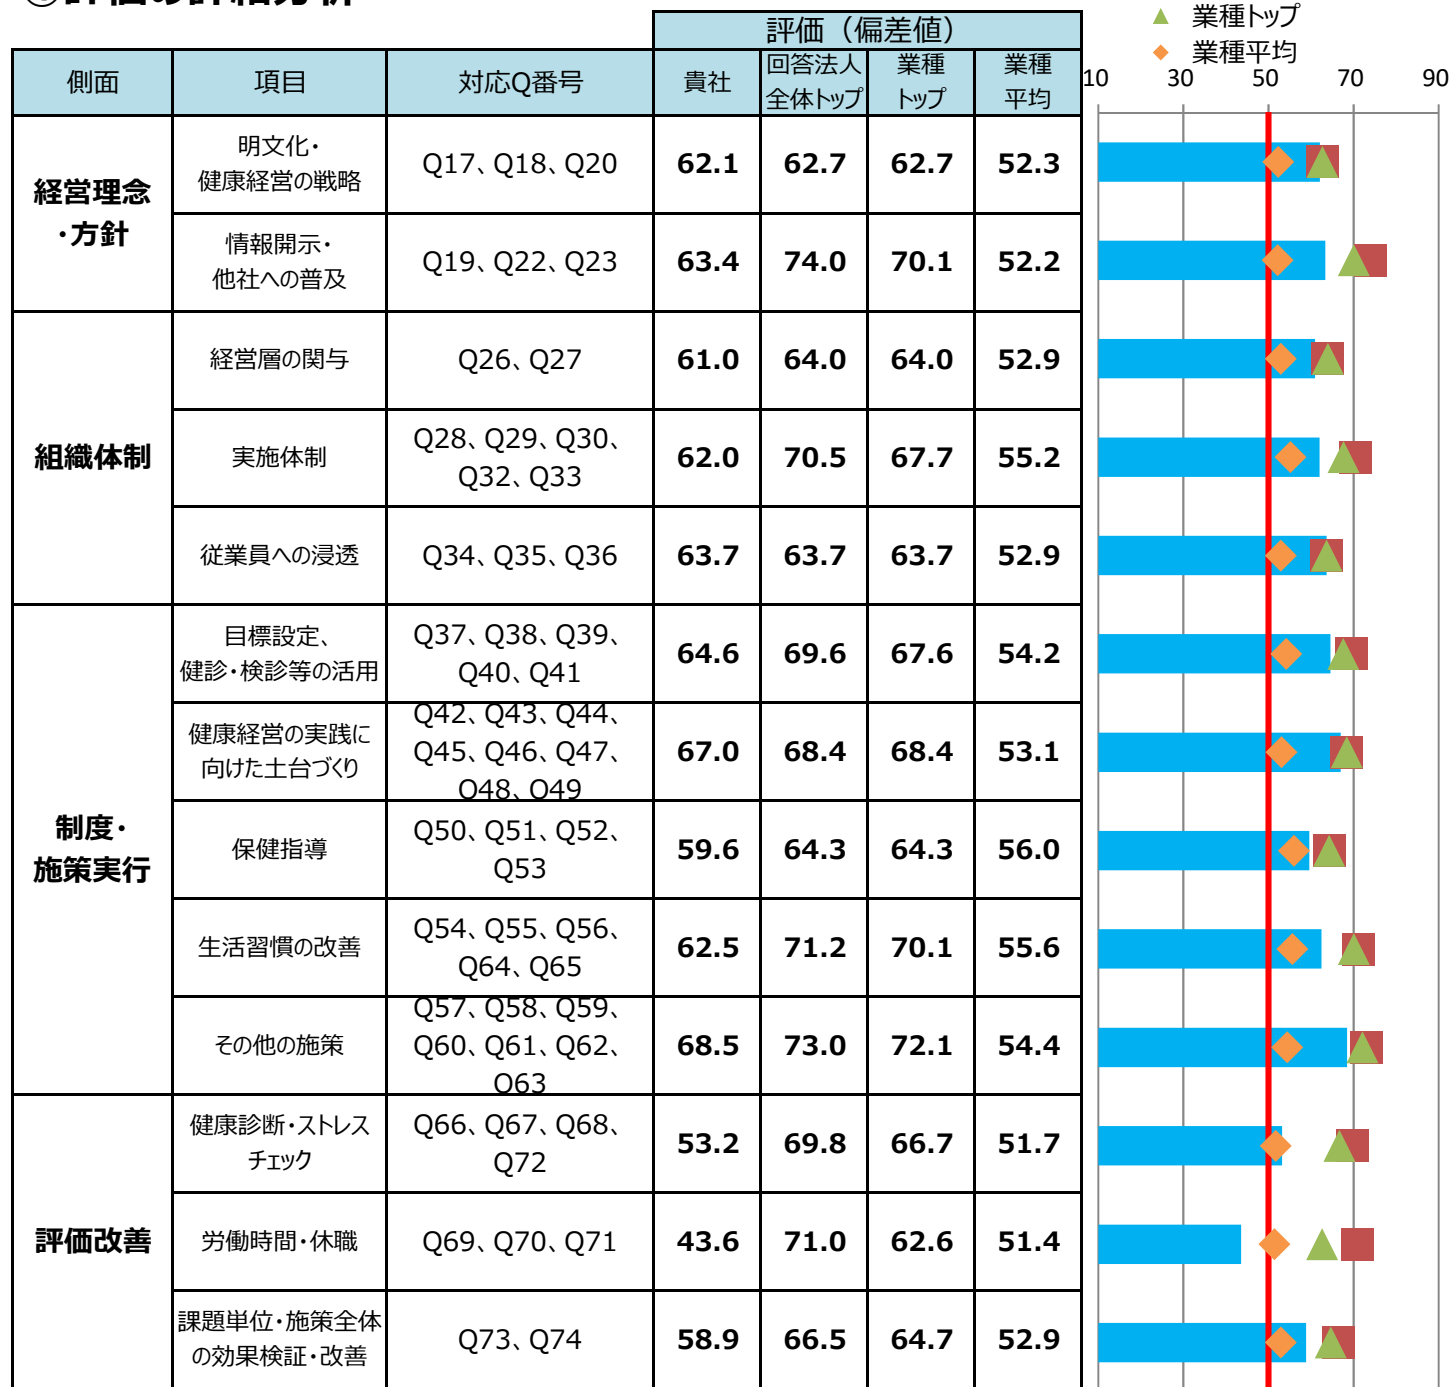 ①評価の詳細分析
▲ 業種トップ
◆ 業種平均
評価（偏差値）
側面 項目 対応Q番号 貴社 回答法人 業種 業種
全体トップ トップ 平均
10 30 50 70 90
経営理念
・方針
明文化・
健康経営の戦略
Q17、Q18、Q20 62.1 62.7 62.7 52.3
情報開示・
他社への普及
Q19、Q22、Q23 63.4 74.0 70.1 52.2
組織体制
経営層の関与 Q26、Q27 61.0 64.0 64.0 52.9
実施体制
Q28、Q29、Q30、
Q32、Q33
62.0 70.5 67.7 55.2
従業員への浸透 Q34、Q35、Q36 63.7 63.7 63.7 52.9
制度・
施策実行
目標設定、
健診・検診等の活用
Q37、Q38、Q39、
Q40、Q41
64.6 69.6 67.6 54.2
健康経営の実践に
向けた土台づくり
Q42、Q43、Q44、
Q45、Q46、Q47、
Q48、Q49
67.0 68.4 68.4 53.1
保健指導
Q50、Q51、Q52、
Q53
59.6 64.3 64.3 56.0
生活習慣の改善
Q54、Q55、Q56、
Q64、Q65
62.5 71.2 70.1 55.6
その他の施策
Q57、Q58、Q59、
Q60、Q61、Q62、
Q63
68.5 73.0 72.1 54.4
評価改善
健康診断・ストレス
チェック
Q66、Q67、Q68、
Q72
53.2 69.8 66.7 51.7
労働時間・休職 Q69、Q70、Q71 43.6 71.0 62.6 51.4
課題単位・施策全体
の効果検証・改善
Q73、Q74 58.9 66.5 64.7 52.9